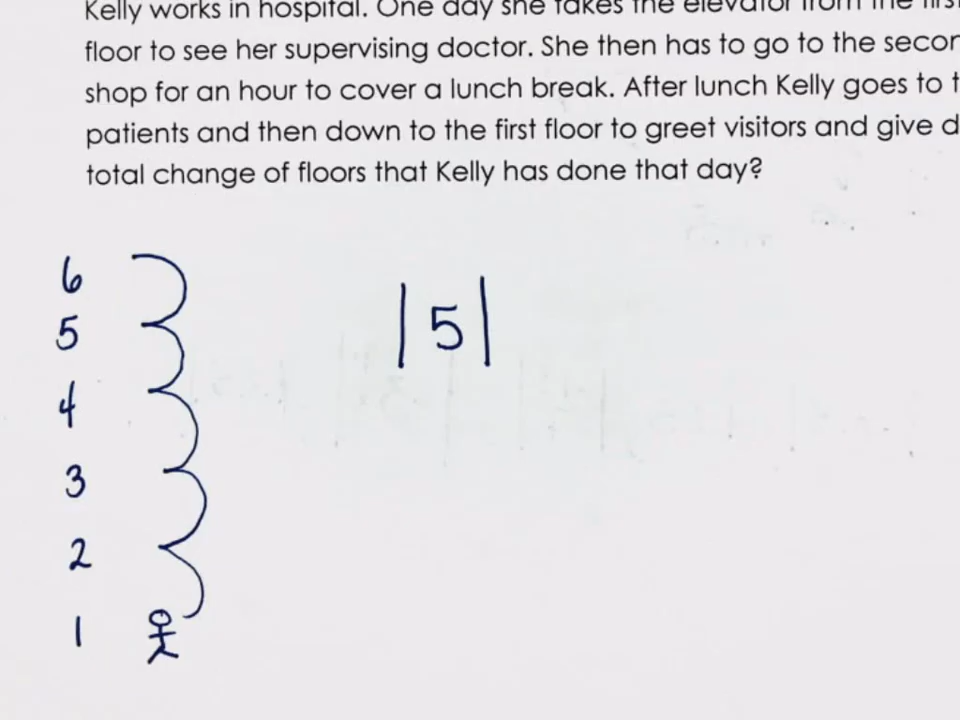 Kelly works in hospital. One day she takes the elevator from the first
floor to see her supervising doctor. She then has to go to the
shop for an hour to cover a lunch break. After lunch Kelly goes to
patients and then down to the first floor to greet visitors and give
total change of floors that Kelly has done that day?
6
5
|5|
4
3
2
1